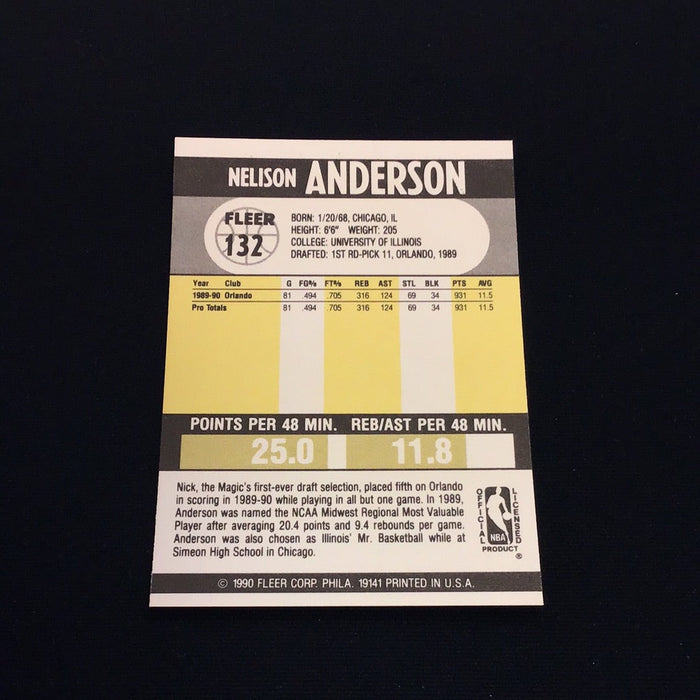 NELISON ANDERSON
FLEER
132
BORN: 1/20/68, CHICAGO, IL
HEIGHT: 6'6" WEIGHT: 205
COLLEGE: UNIVERSITY OF ILLINOIS
DRAFTED: 1ST RD-PICK 11, ORLANDO, 1989
Year Club G FG% FT% REB AST STL BLK PTS AVG
1989-90 Orlando 81 .494 .705 316 124 69 34 931 11.5
Pro Totals 81 .494 .705 316 124 69 34 931 11.5
POINTS PER 48 MIN. REB/AST PER 48 MIN.
25.0 11.8
Nick, the Magic's first-ever draft selection, placed fifth on Orlando
in scoring in 1989-90 while playing in all but one game. In 1989,
Anderson was named the NCAA Midwest Regional Most Valuable
Player after averaging 20.4 points and 9.4 rebounds per game.
Anderson was also chosen as Illinois' Mr. Basketball while at
Simeon High School in Chicago.
OFFICIAL LICENSED
NBA
PRODUCT ®
© 1990 FLEER CORP. PHILA. 19141 PRINTED IN U.S.A.